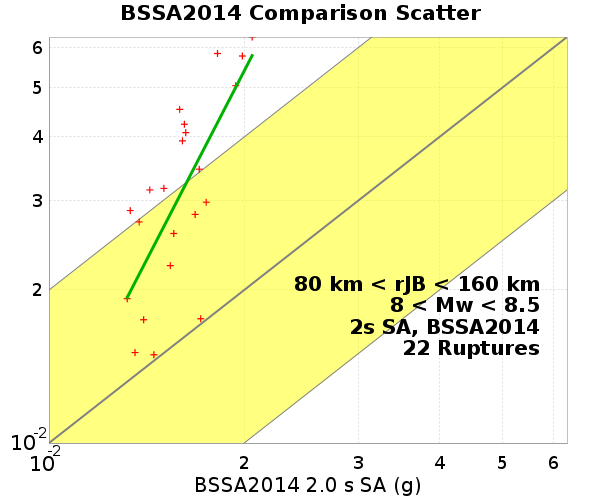 BSSA2014 Comparison Scatter
6
5
4
3
2
10-2
80 km < rJB < 160 km
8 < Mw < 8.5
2s SA, BSSA2014
22 Ruptures
10-2 2 3 4 5 6
BSSA2014 2.0 s SA (g)